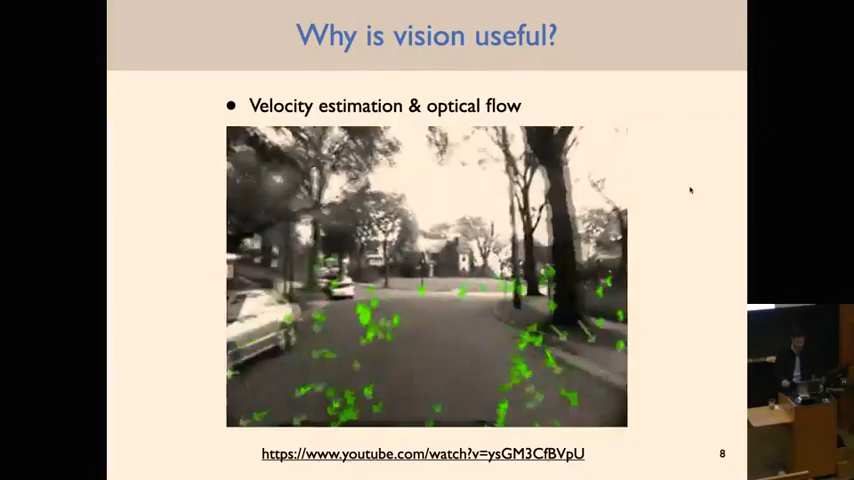 Why is vision useful?
Velocity estimation & optical flow
https://www.youtube.com/watch?v=ysGM3CfBVpU
8